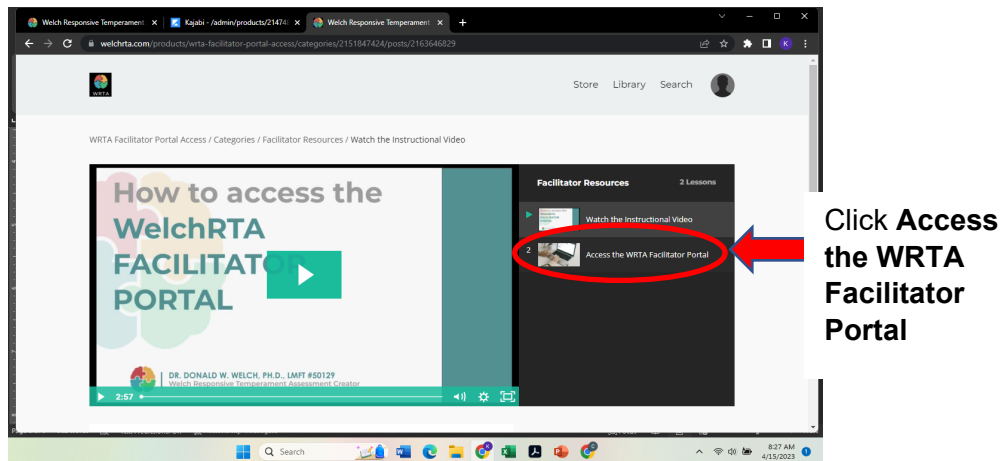 Welch Responsive Temperament
Kajabi - /admin/products/21474
Welch Responsive Temperament
welchrta.com/products/wrta-facilitator-portal-access/categories/2151847424/posts/2163646829
K
WRTA
Store Library Search
WRTA Facilitator Portal Access / Categories / Facilitator Resources / Watch the Instructional Video
How to access the
WelchRTA
FACILITATOR
PORTAL
DR. DONALD W. WELCH, PH.D., LMFT #50129
Welch Responsive Temperament Assessment Creator
2:57
Facilitator Resources 2 Lessons
Watch the Instructional Video
2 Access the WRTA Facilitator Portal
Click Access
the WRTA
Facilitator
Portal
Search
8:27 AM
4/15/2023